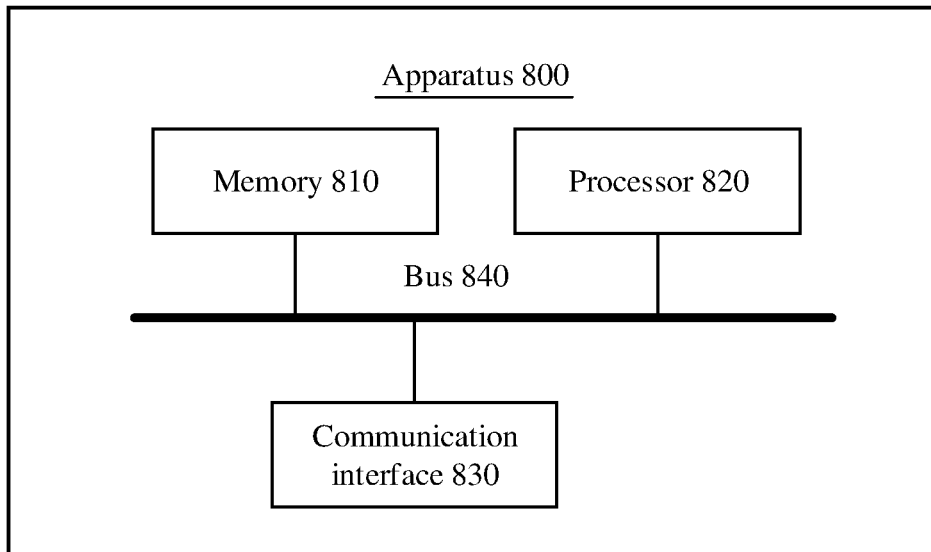 Apparatus 800
Memory 810
Processor 820
Bus 840
Communication
interface 830